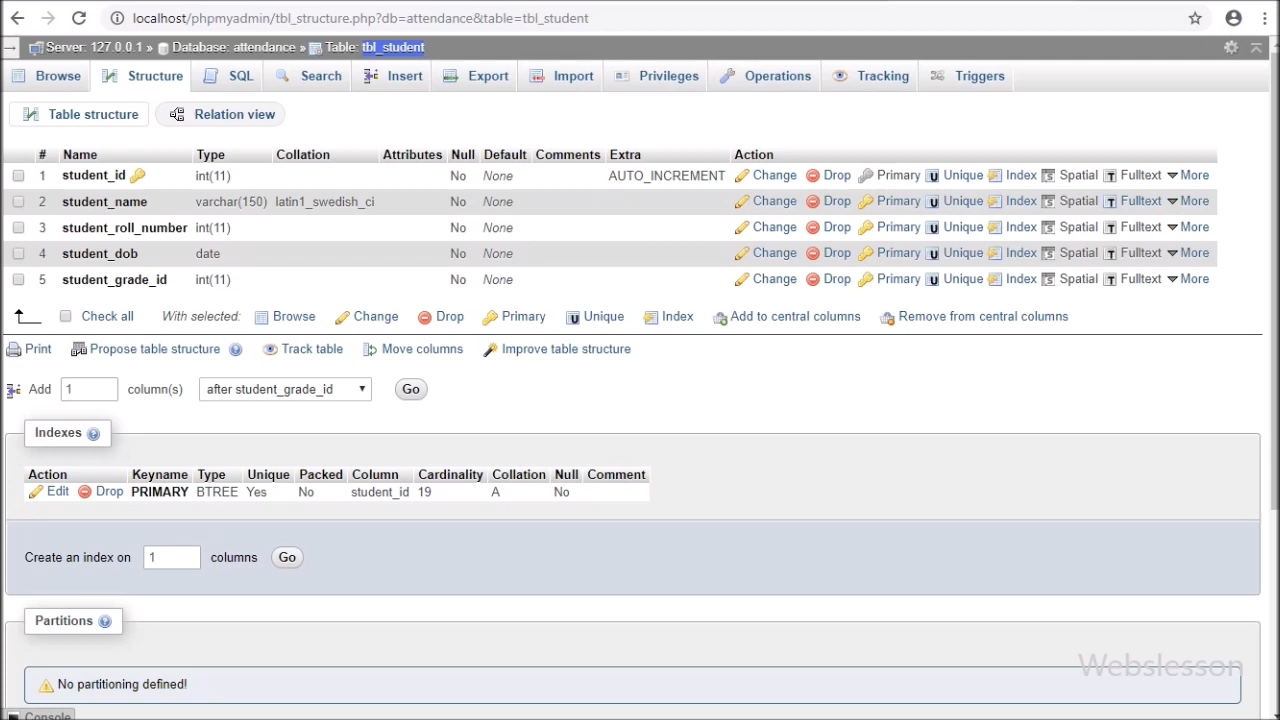 localhost/phpmyadmin/tbl_structure.php?db=attendance&table=tbl_student
Server: 127.0.0.1 » Database: attendance » Table: tbl_student
Browse Structure SQL Search Insert Export Import Privileges Operations Tracking Triggers
Table structure Relation view
# Name Type Collation Attributes Null Default Comments Extra Action
1 student_id int(11) No None AUTO_INCREMENT Change Drop Primary Unique Index Spatial Fulltext More
2 student_name varchar(150) latin1_swedish_ci No None Change Drop Primary Unique Index Spatial Fulltext More
3 student_roll_number int(11) No None Change Drop Primary Unique Index Spatial Fulltext More
4 student_dob date No None Change Drop Primary Unique Index Spatial Fulltext More
5 student_grade_id int(11) No None Change Drop Primary Unique Index Spatial Fulltext More
Check all With selected: Browse Change Drop Primary Unique Index Add to central columns Remove from central columns
Print Propose table structure Track table Move columns Improve table structure
Add 1 column(s) after student_grade_id Go
Indexes
Action Keyname Type Unique Packed Column Cardinality Collation Null Comment
Edit Drop PRIMARY BTREE Yes No student_id 19 A No
Create an index on 1 columns Go
Partitions
Webslesson
No partitioning defined!
Console